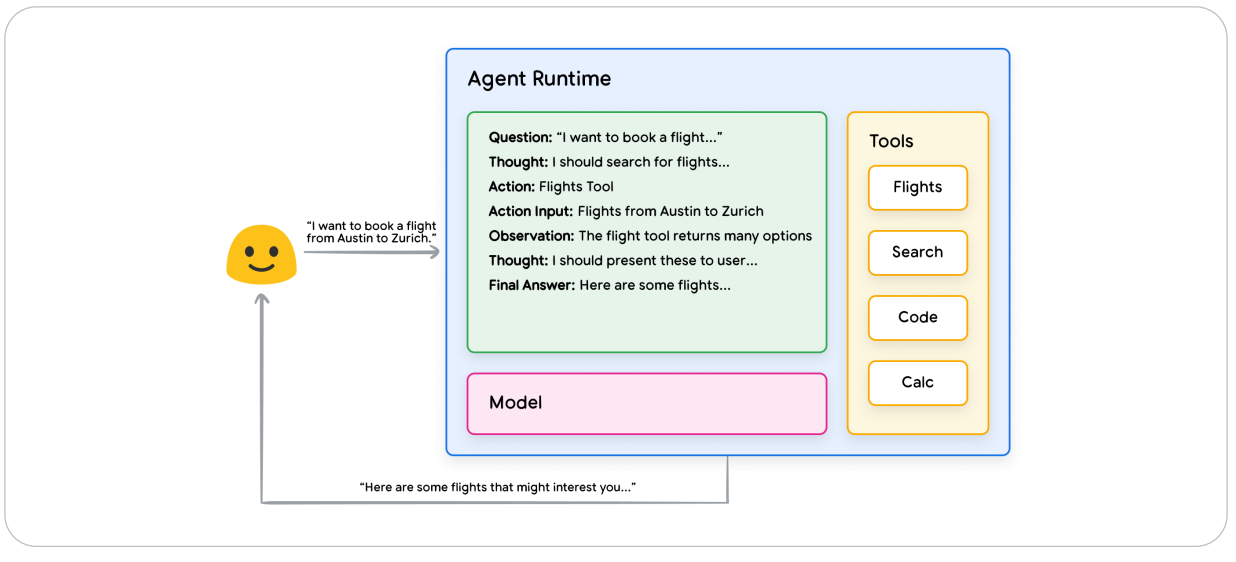 Agent Runtime
Question: “I want to book a flight...”
Thought: I should search for flights...
Action: Flights Tool
Action Input: Flights from Austin to Zurich
Observation: The flight tool returns many options
Thought: I should present these to user...
Final Answer: Here are some flights...
Tools
Flights
Search
Code
Calc
“I want to book a flight
from Austin to Zurich.”
Model
“Here are some flights that might interest you...”